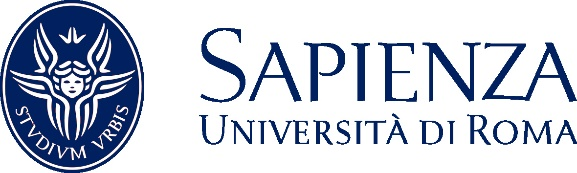 STVDIVM VRBIS
SAPIENZA
UNIVERSITÀ DI ROMA